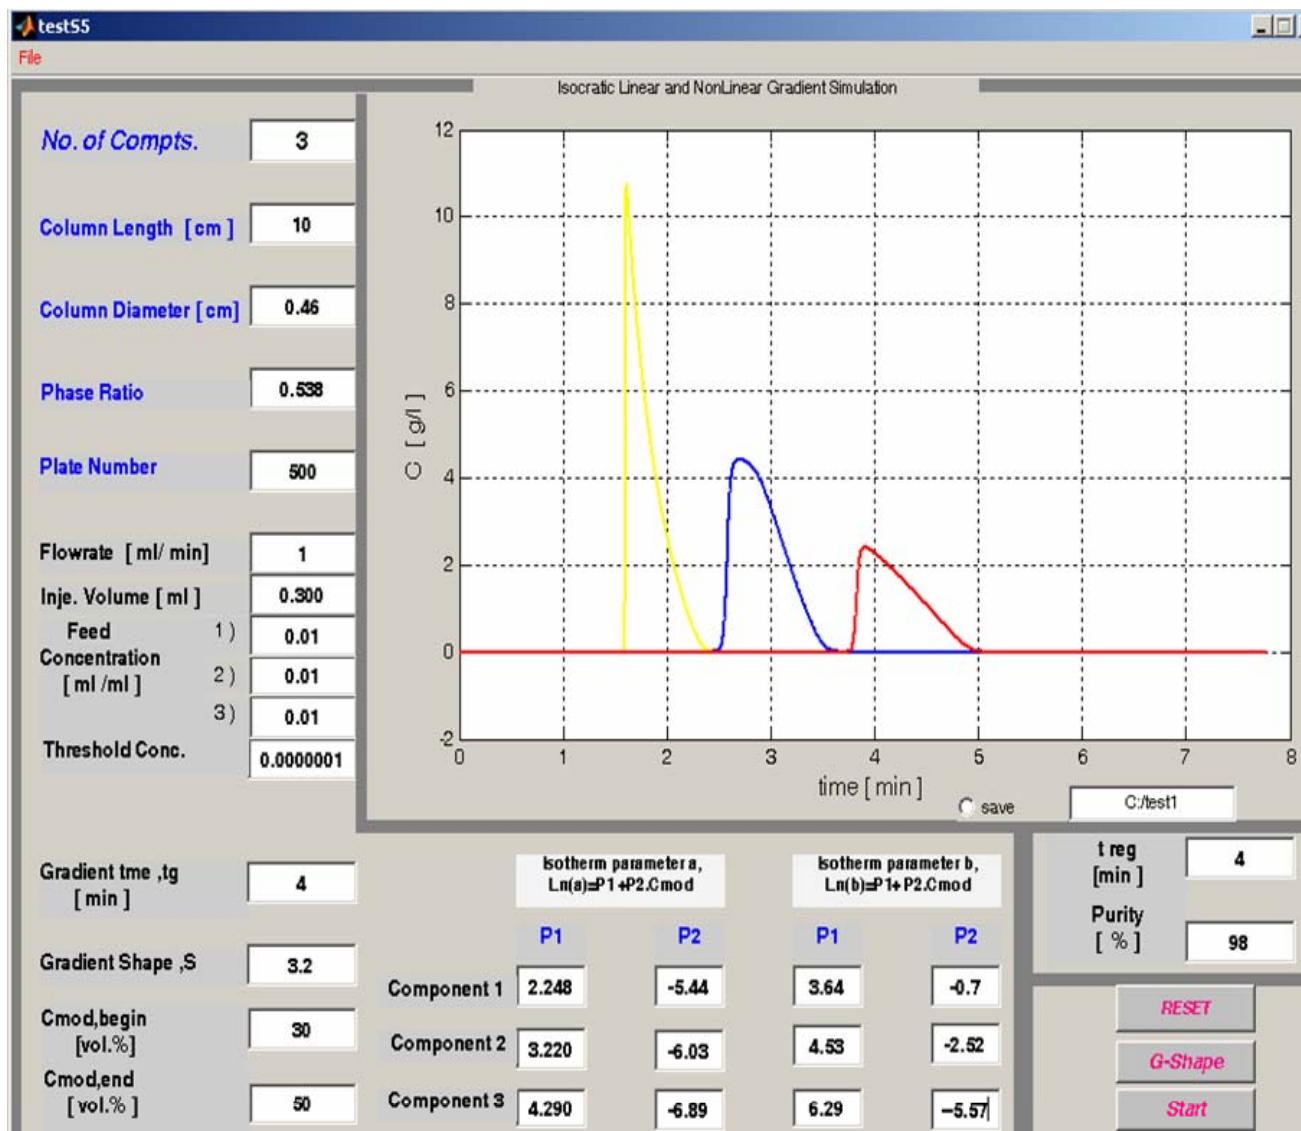 testS5
File
Isocratic Linear and NonLinear Gradient Simulation
No. of Compts.
3
Column Length [ cm ]
10
Column Diameter [ cm]
0.46
Phase Ratio
0.538
Plate Number
500
Flowrate [ ml/ min]
1
Inje. Volume [ ml ]
0.300
Feed
Concentration
[ ml /ml ]
1 )
0.01
2 )
0.01
3 )
0.01
Threshold Conc.
0.0000001
12
10
8
6
4
2
0
-2
C [ g/l ]
0 1 2 3 4 5 6 7 8
time [ min ]
save
C:/test1
Gradient tme ,tg
[ min ]
4
Gradient Shape ,S
3.2
Cmod,begin
[vol.%]
30
Cmod,end
[ vol.% ]
50
Isotherm parameter a,
Ln(a)=P1 +P2.Cmod
Isotherm parameter b,
Ln(b)=P1+ P2.Cmod
P1 P2 P1 P2
Component 1 2.248 -5.44 3.64 -0.7
Component 2 3.220 -6.03 4.53 -2.52
Component 3 4.290 -6.89 6.29 -5.57
t reg
[min ]
4
Purity
[ % ]
98
RESET
G-Shape
Start